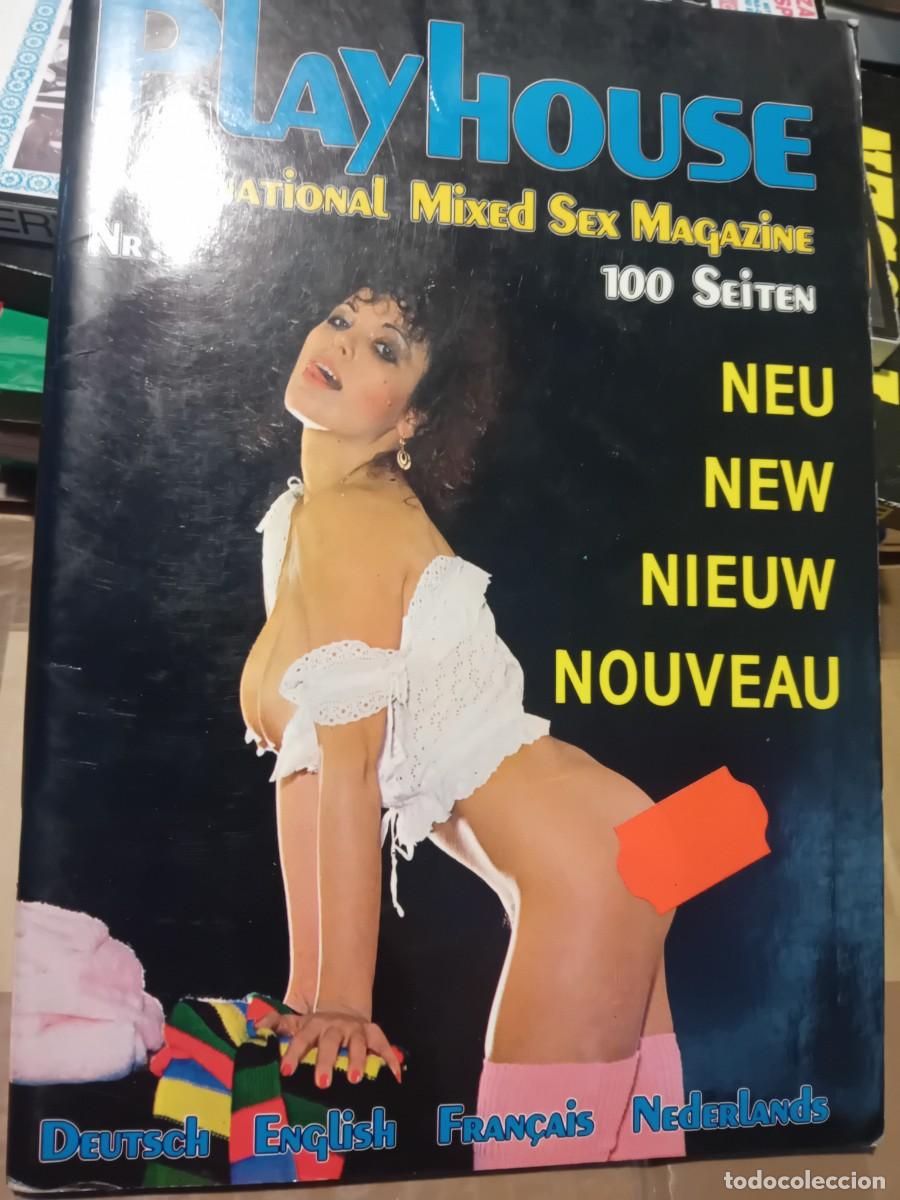 PLAYHOUSE
NATIONAL MIXED SEX MAGAZINE
NR
100 SEITEN
NEU
NEW
NIEUW
NOUVEAU
DEUTSCH ENGLISH FRANÇAIS NEDERLANDS
todocoleccion